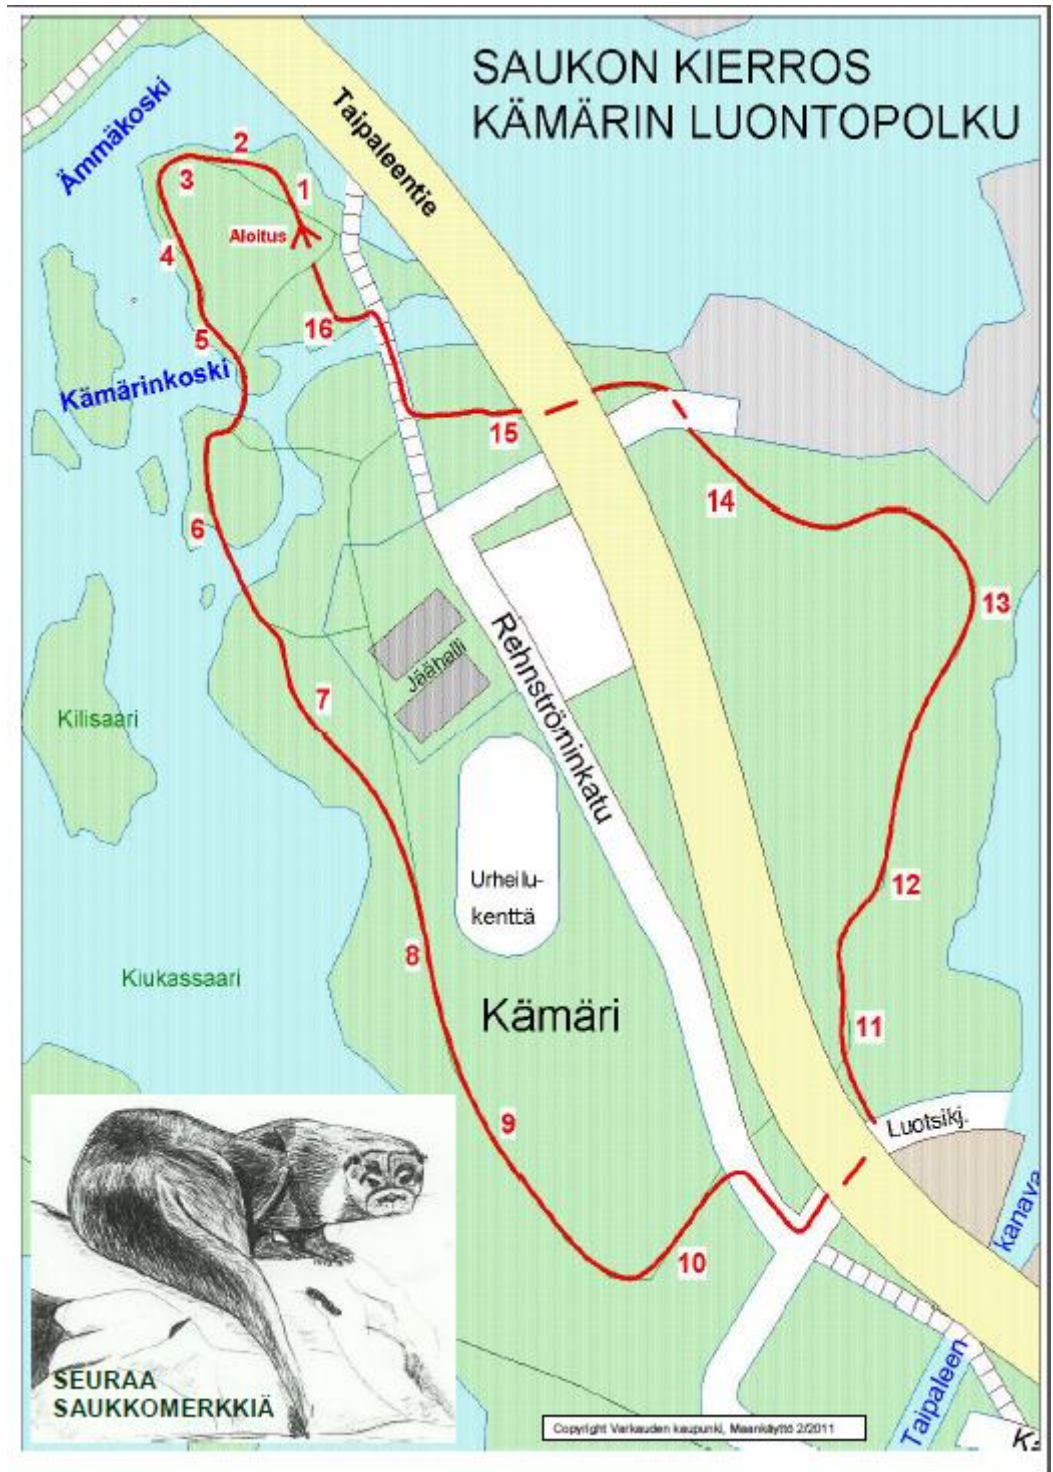 SAUKON KIERROS
KÄMÄRIN LUONTOPOLKU
Ämmäkoski
Taipaleentie
2
3
1
Aloitus
4
16
5
Kämärinkoski
15
14
6
13
Rehnströminkatu
Jäähalli
7
Kilisaari
Urheilu-
kenttä
12
8
Kiukassaari
Kämäri
11
9
Luotsikj.
kanava
10
Taipaleen
SEURAA
SAUKKOMERKKIÄ
Copyright Varkauden kaupunki, Maankäyttö 2/2011